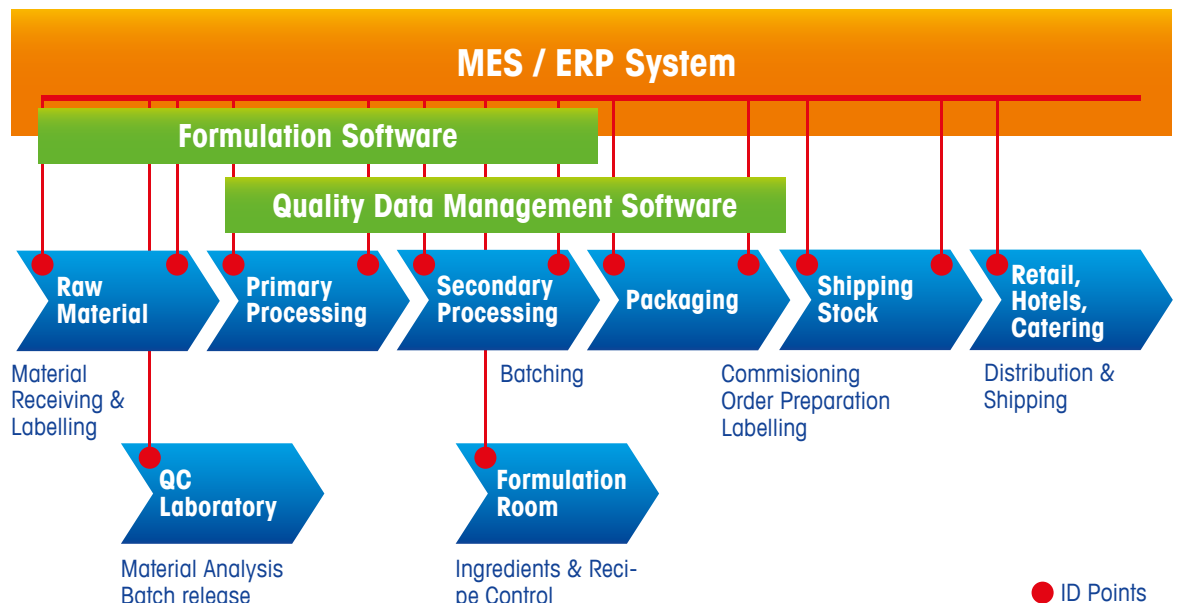 MES / ERP System
Formulation Software
Quality Data Management Software
Raw
Material
Primary
Processing
Secondary
Processing
Packaging
Shipping
Stock
Retail,
Hotels,
Catering
Material
Receiving &
Labelling
Batching
Commisioning
Order Preparation
Labelling
Distribution &
Shipping
QC
Laboratory
Formulation
Room
Material Analysis
Batch release
Ingredients & Reci-
pe Control
ID Points